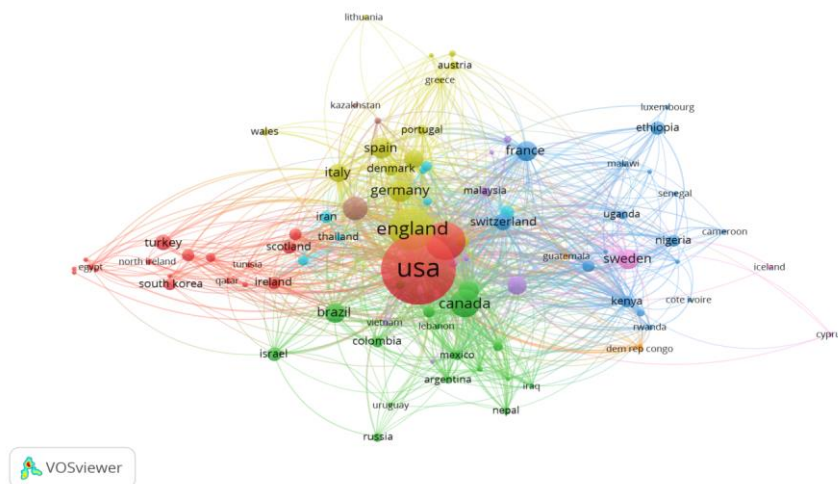 lithuania
austria
greece
kazakhstan
luxembourg
wales
portugal
ethiopia
spain
france
denmark
malawi
italy
germany
malaysia
senegal
iran
uganda
england
switzerland
cameroon
thailand
turkey
scotland
nigeria
north ireland
tunisia
guatemala
sweden
egypt
usa
iceland
qatar
south korea
ireland
canada
kenya
cote ivoire
brazil
vietnam
lebanon
rwanda
cypru
colombia
dem rep congo
israel
mexico
argentina
iraq
uruguay
nepal
russia
VOSviewer